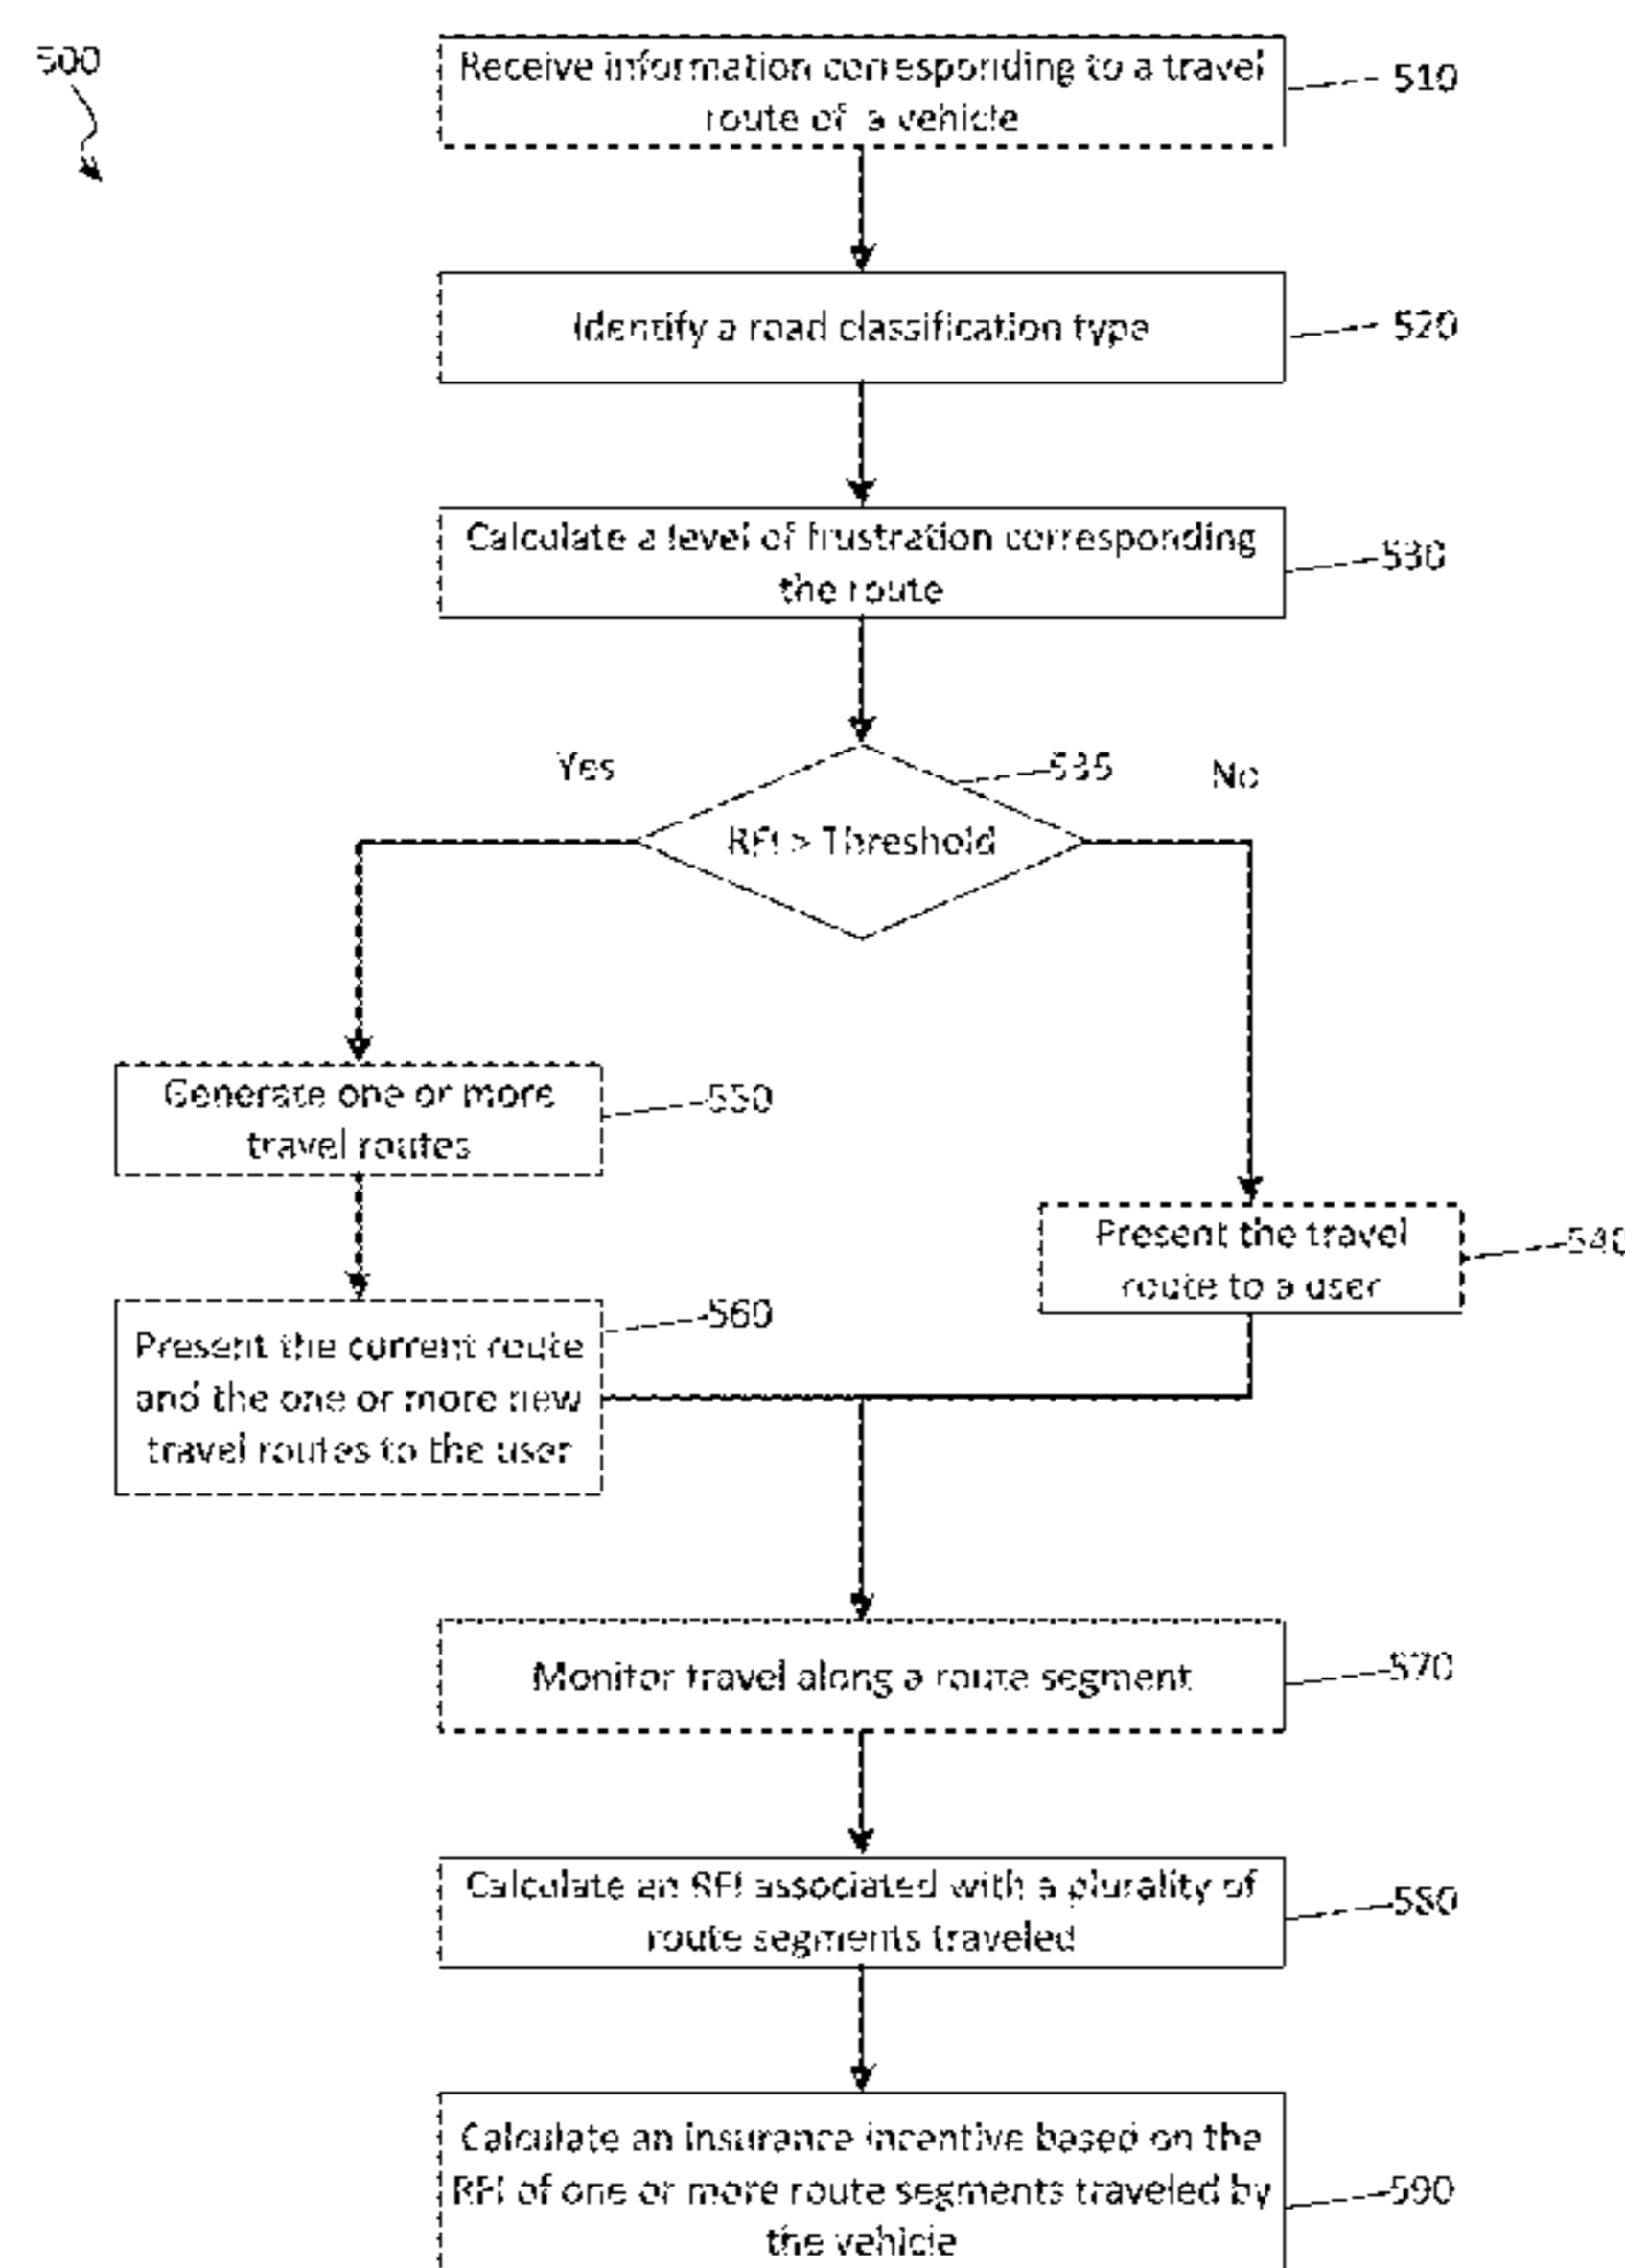 500
Receive information corresponding to a travel
route of a vehicle
510
Identify a road classification type
520
Calculate a level of frustration corresponding
the route
530
Yes
535
No
RFI > Threshold
Generate one or more
travel routes
550
Present the travel
route to a user
540
560
Present the current route
and the one or more new
travel routes to the user
Monitor travel along a route segment
570
Calculate an RFI associated with a plurality of
route segments traveled
580
Calculate an insurance incentive based on the
RFI of one or more route segments traveled by
the vehicle
590